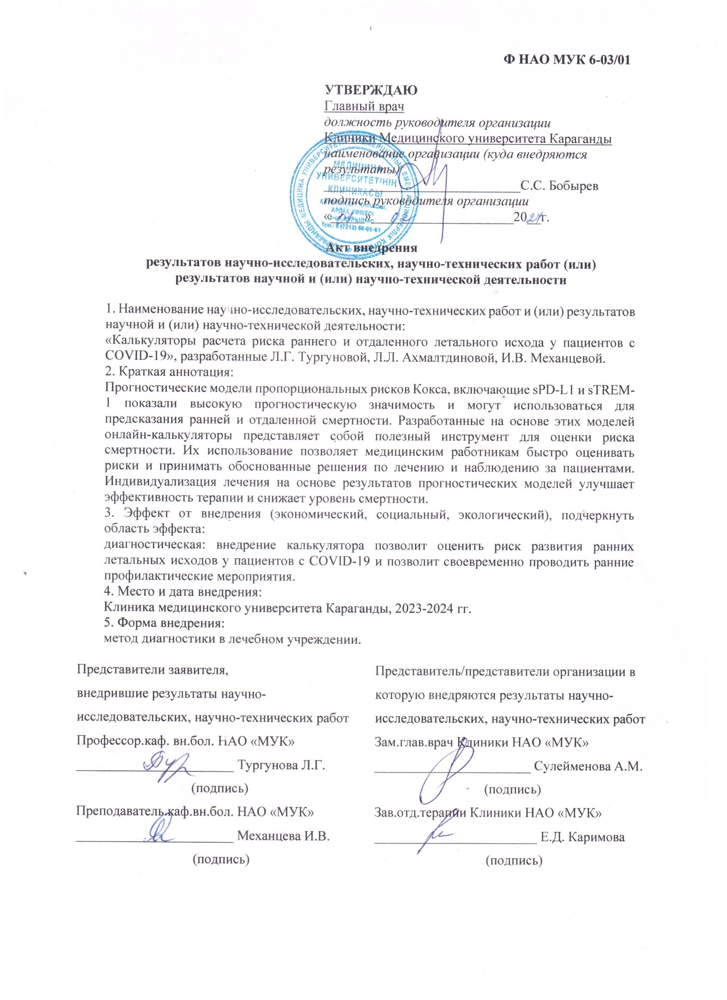 Ф НАО МУК 6-03/01
УТВЕРЖДАЮ
Главный врач
должность руководителя организации
Клиники Медицинского университета Караганды
наименование организации (куда внедряются
результаты)
С.С. Бобырев
подпись руководителя организации
« » 2024г.
МЕДИЦИНА
УНИВЕРСИТЕТІНІҢ
КЛИНИКАСЫ
Акт внедрения
результатов научно-исследовательских, научно-технических работ (или)
результатов научной и (или) научно-технической деятельности
1. Наименование научно-исследовательских, научно-технических работ и (или) результатов
научной и (или) научно-технической деятельности:
«Калькуляторы расчета риска раннего и отдаленного летального исхода у пациентов с
COVID-19», разработанные Л.Г. Тургуновой, Л.Л. Ахмалтдиновой, И.В. Механцевой.
2. Краткая аннотация:
Прогностические модели пропорциональных рисков Кокса, включающие sPD-L1 и sTREM-
1 показали высокую прогностическую значимость и могут использоваться для
предсказания ранней и отдаленной смертности. Разработанные на основе этих моделей
онлайн-калькуляторы представляет собой полезный инструмент для оценки риска
смертности. Их использование позволяет медицинским работникам быстро оценивать
риски и принимать обоснованные решения по лечению и наблюдению за пациентами.
Индивидуализация лечения на основе результатов прогностических моделей улучшает
эффективность терапии и снижает уровень смертности.
3. Эффект от внедрения (экономический, социальный, экологический), подчеркнуть
область эффекта:
диагностическая: внедрение калькулятора позволит оценить риск развития ранних
летальных исходов у пациентов с COVID-19 и позволит своевременно проводить ранние
профилактические мероприятия.
4. Место и дата внедрения:
Клиника медицинского университета Караганды, 2023-2024 гг.
5. Форма внедрения:
метод диагностики в лечебном учреждении.
Представители заявителя,
внедрившие результаты научно-
исследовательских, научно-технических работ
Профессор.каф. вн.бол. НАО «МУК»
Тургунова Л.Г.
(подпись)
Преподаватель.каф.вн.бол. НАО «МУК»
Механцева И.В.
(подпись)
Представитель/представители организации в
которую внедряются результаты научно-
исследовательских, научно-технических работ
Зам.глав.врач Клиники НАО «МУК»
Сулейменова А.М.
(подпись)
Зав.отд.терапии Клиники НАО «МУК»
Е.Д. Каримова
(подпись)